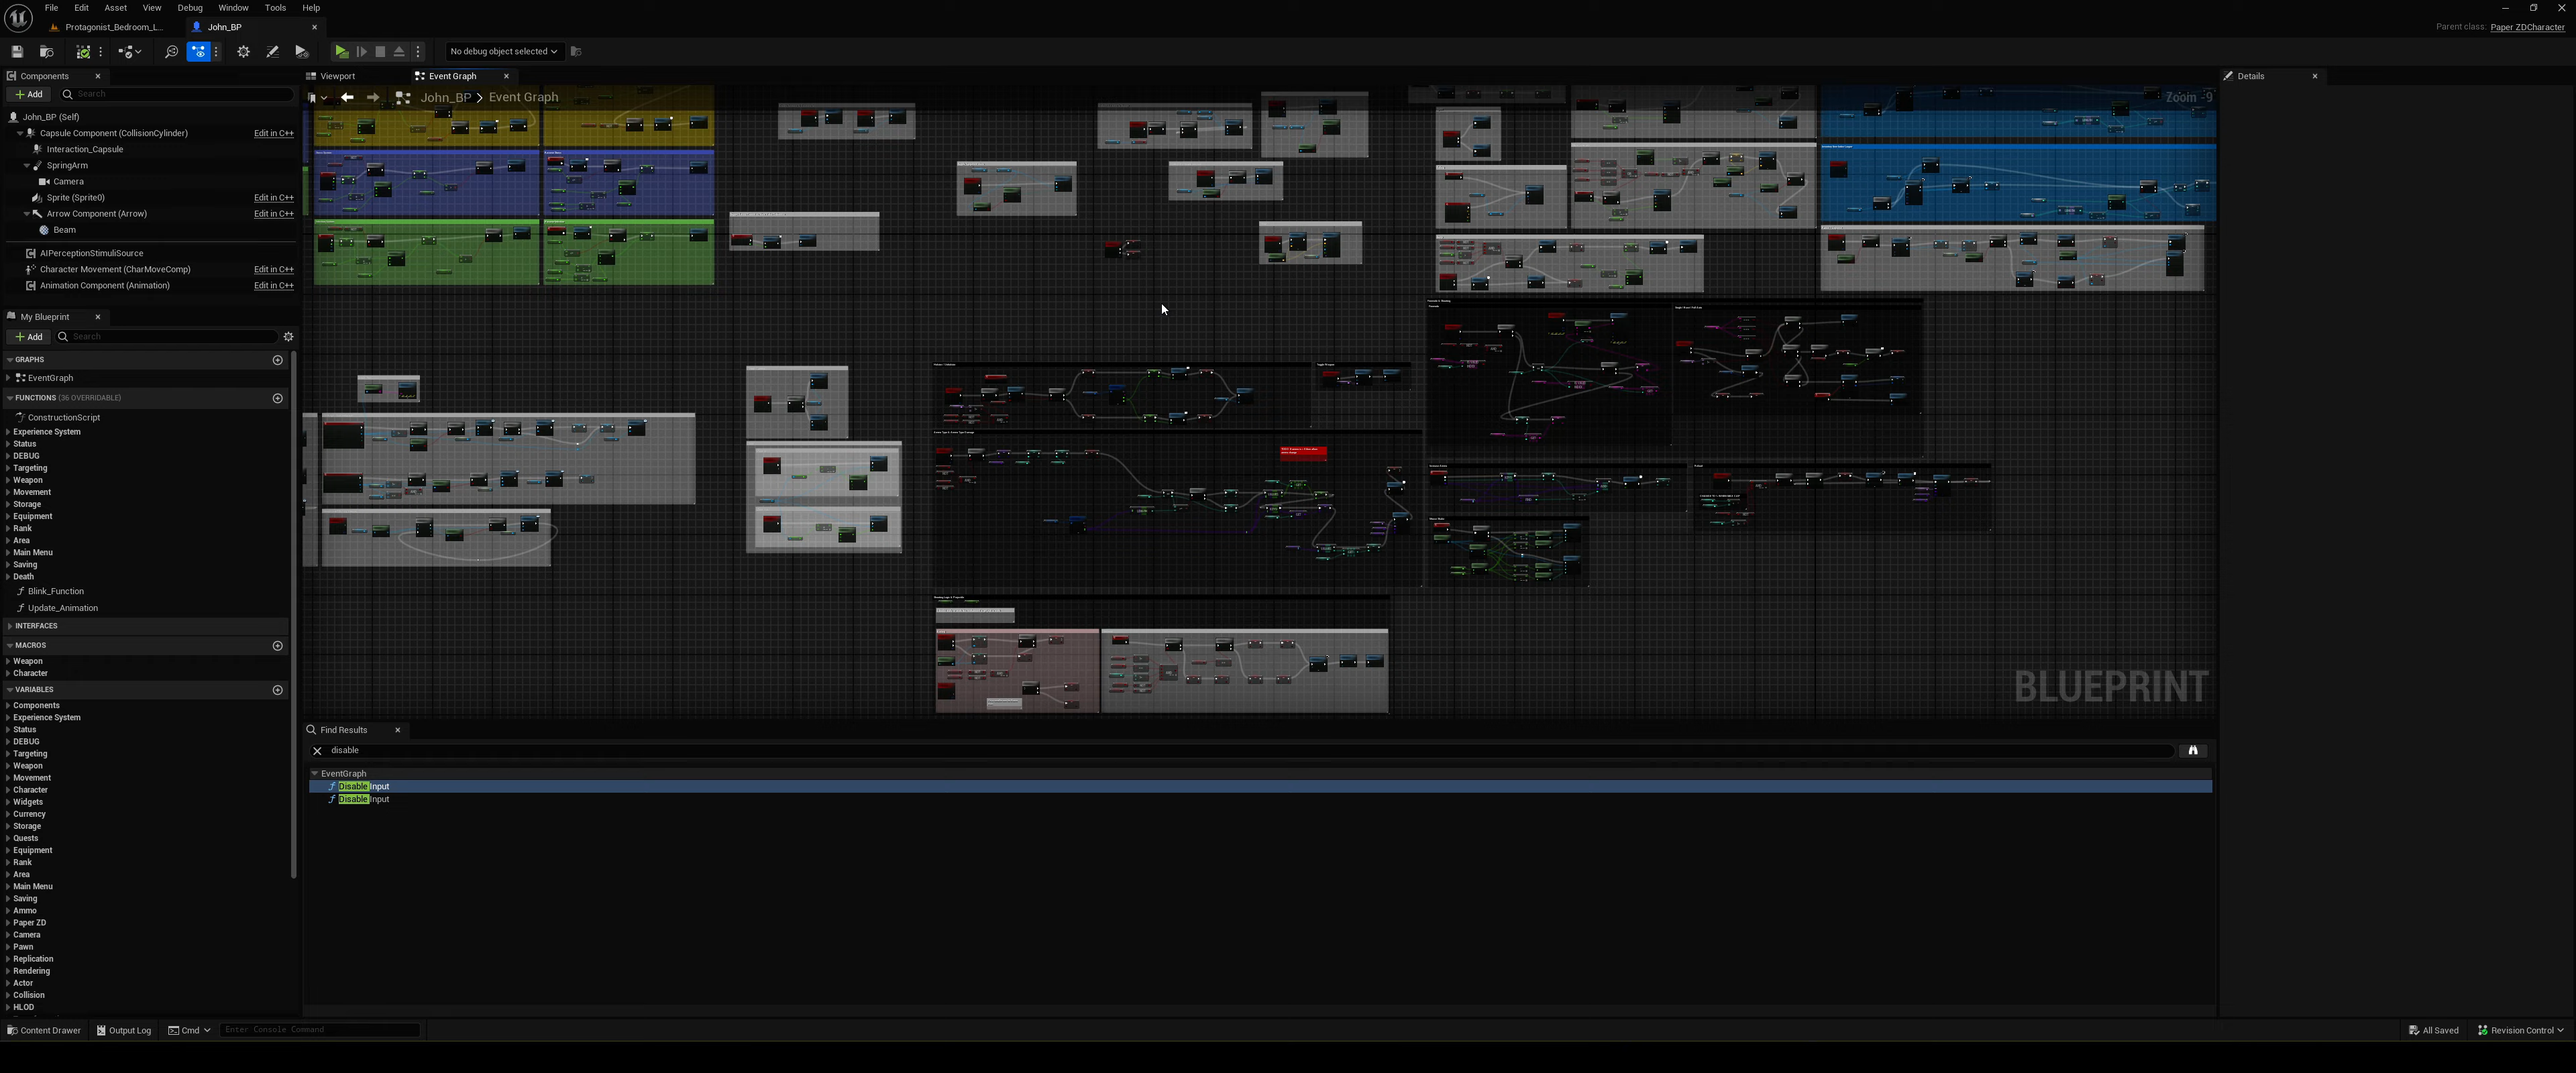 File Edit Asset View Debug Window Tools Help
Protagonist_Bedroom_L...
John_BP
Parent class: Paper ZDCharacter
No debug object selected
Components
Add
Search
John_BP (Self)
Capsule Component (CollisionCylinder) Edit in C++
Interaction_Capsule
SpringArm
Camera
Sprite (Sprite0) Edit in C++
Arrow Component (Arrow) Edit in C++
Beam
AIPerceptionStimuliSource
Character Movement (CharMoveComp) Edit in C++
Animation Component (Animation) Edit in C++
My Blueprint
Add
Search
GRAPHS
EventGraph
FUNCTIONS (36 OVERRIDABLE)
ConstructionScript
Experience System
Status
DEBUG
Targeting
Weapon
Movement
Storage
Equipment
Rank
Area
Main Menu
Saving
Death
Blink_Function
Update_Animation
INTERFACES
MACROS
Weapon
Character
VARIABLES
Components
Experience System
Status
DEBUG
Targeting
Weapon
Movement
Character
Widgets
Currency
Storage
Quests
Equipment
Rank
Area
Main Menu
Saving
Ammo
Paper ZD
Camera
Pawn
Replication
Rendering
Actor
Collision
HLOD
Viewport
Event Graph
John_BP > Event Graph
Zoom -9
BLUEPRINT
Find Results
disable
EventGraph
Disable Input
Disable Input
Details
Content Drawer
Output Log
Cmd
Enter Console Command
All Saved
Revision Control